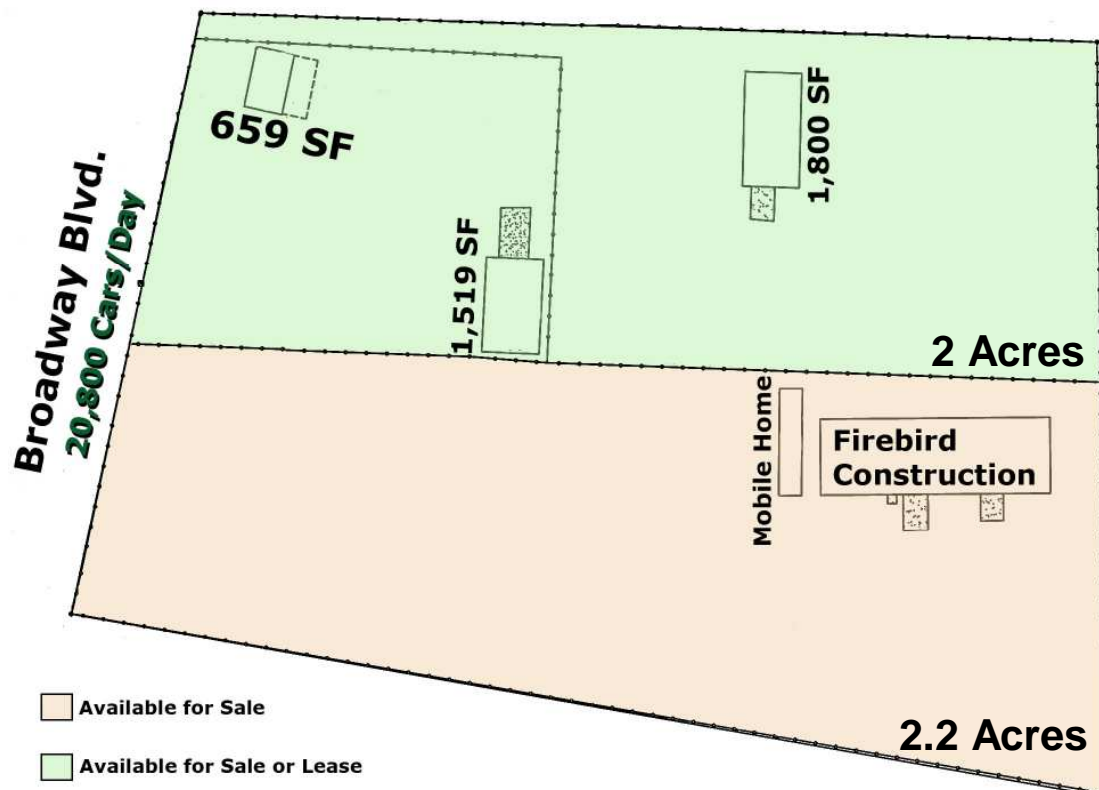 659 SF
1,800 SF
1,519 SF
Broadway Blvd.
20,800 Cars/Day
2 Acres
Mobile Home
Firebird
Construction
2.2 Acres
Available for Sale
Available for Sale or Lease